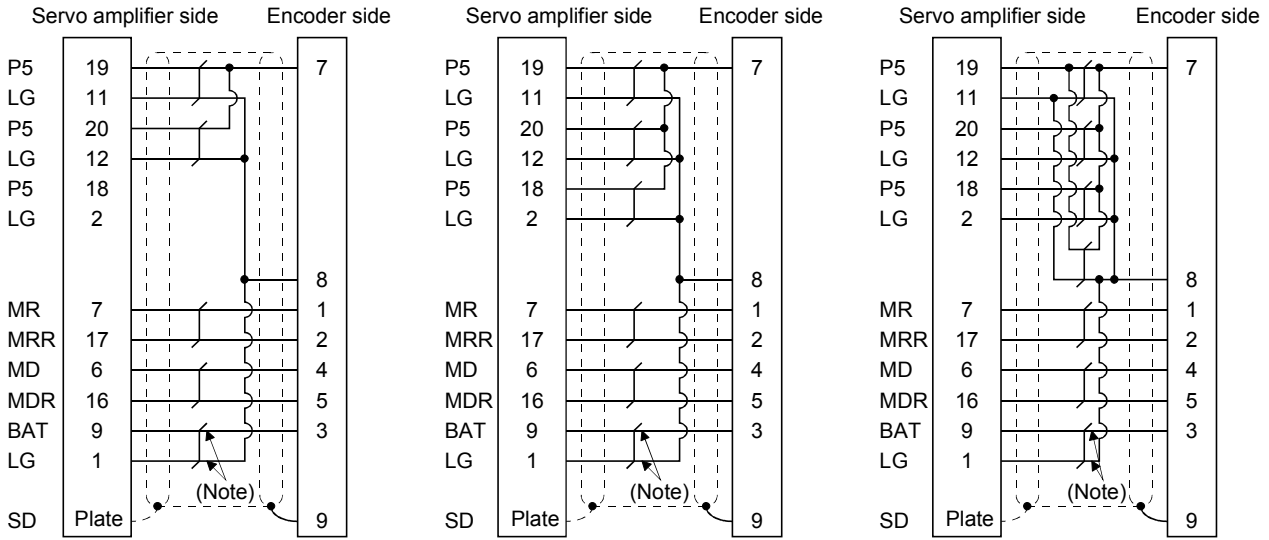 Servo amplifier side Encoder side
P5 19 7
LG 11
P5 20
LG 12
P5 18
LG 2
8
MR 7 1
MRR 17 2
MD 6 4
MDR 16 5
BAT 9 3
LG 1
(Note)
SD Plate 9
Servo amplifier side Encoder side
P5 19 7
LG 11
P5 20
LG 12
P5 18
LG 2
8
MR 7 1
MRR 17 2
MD 6 4
MDR 16 5
BAT 9 3
LG 1
(Note)
SD Plate 9
Servo amplifier side Encoder side
P5 19 7
LG 11
P5 20
LG 12
P5 18
LG 2
8
MR 7 1
MRR 17 2
MD 6 4
MDR 16 5
BAT 9 3
LG 1
(Note)
SD Plate 9